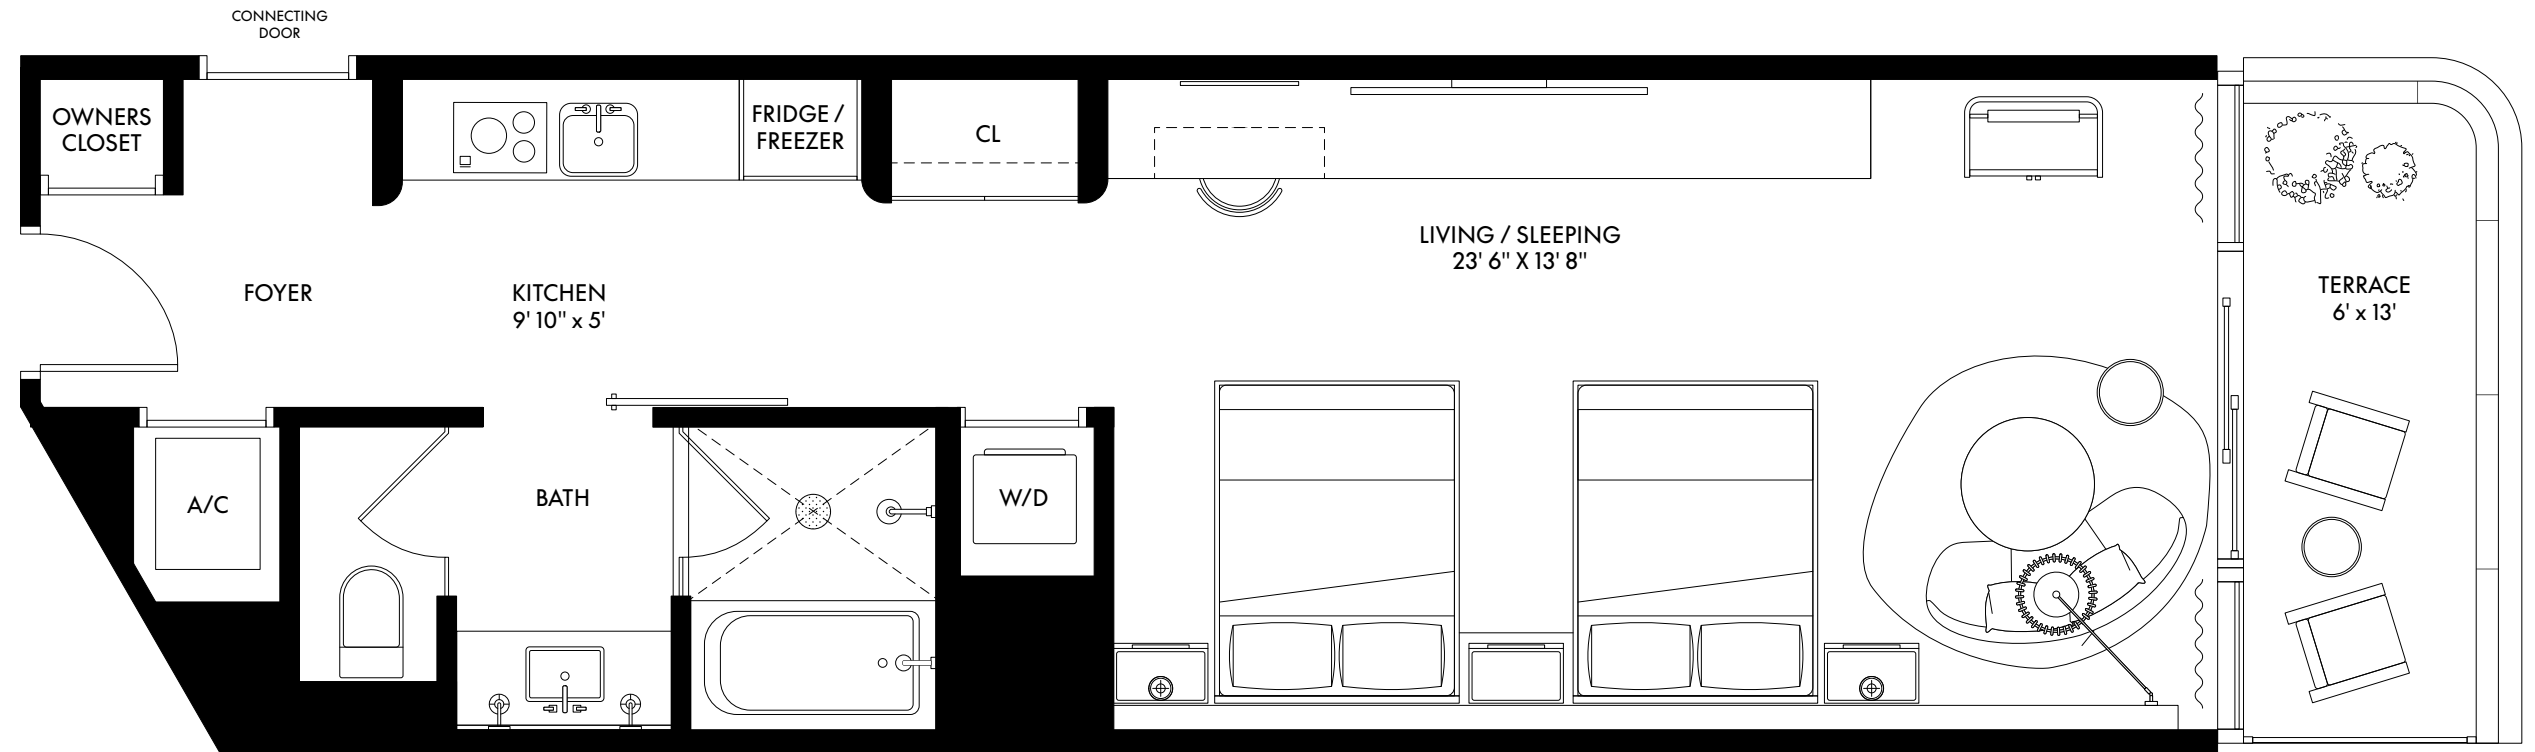 CONNECTING
DOOR
OWNERS
CLOSET
FRIDGE /
FREEZER
CL
LIVING / SLEEPING
23' 6" X 13' 8"
TERRACE
6' x 13'
FOYER
KITCHEN
9' 10" x 5'
A/C
BATH
W/D